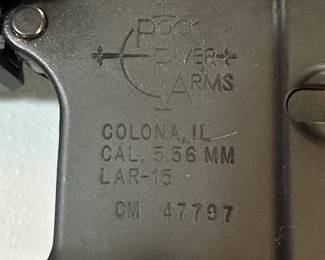 ROCK
RIVER
ARMS
COLONA, IL
CAL. 5.56 MM
LAR-15
CM 47797